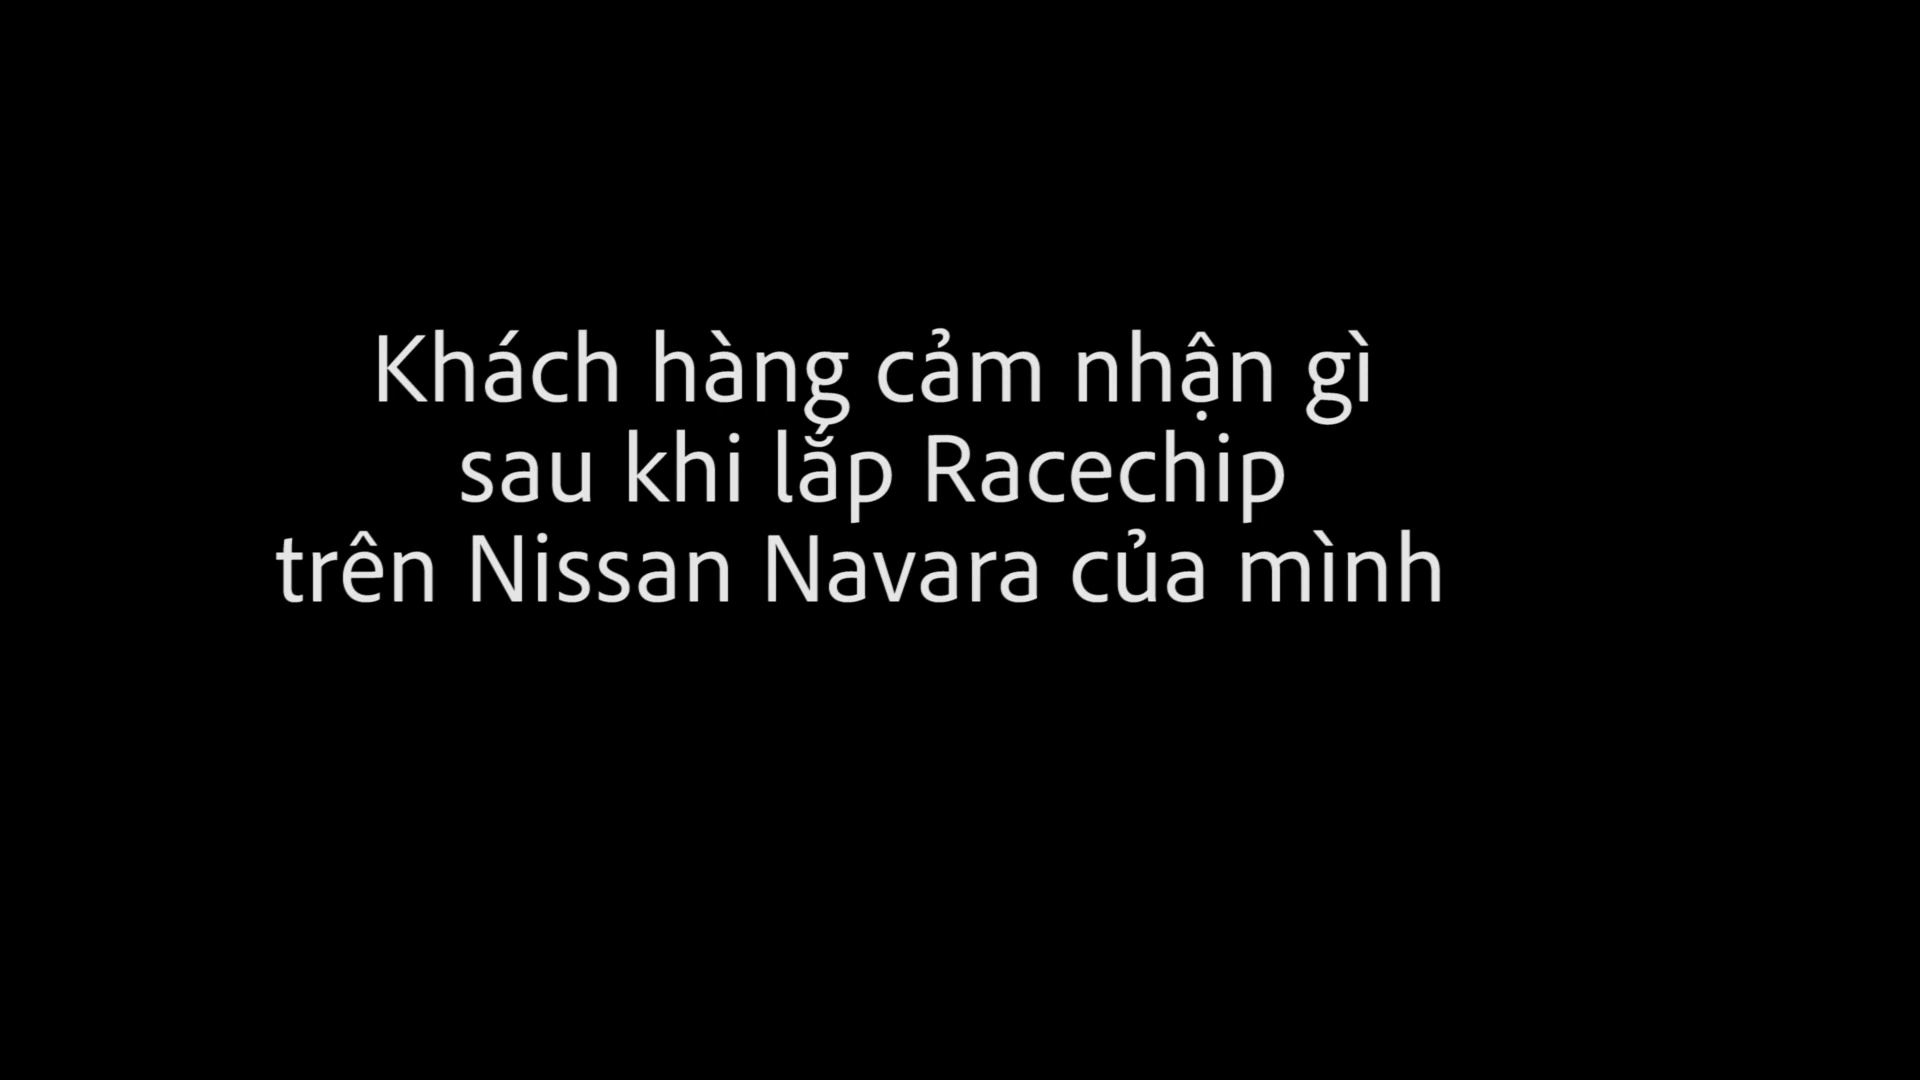 Khách hàng cảm nhận gì
sau khi lắp Racechip
trên Nissan Navara của mình